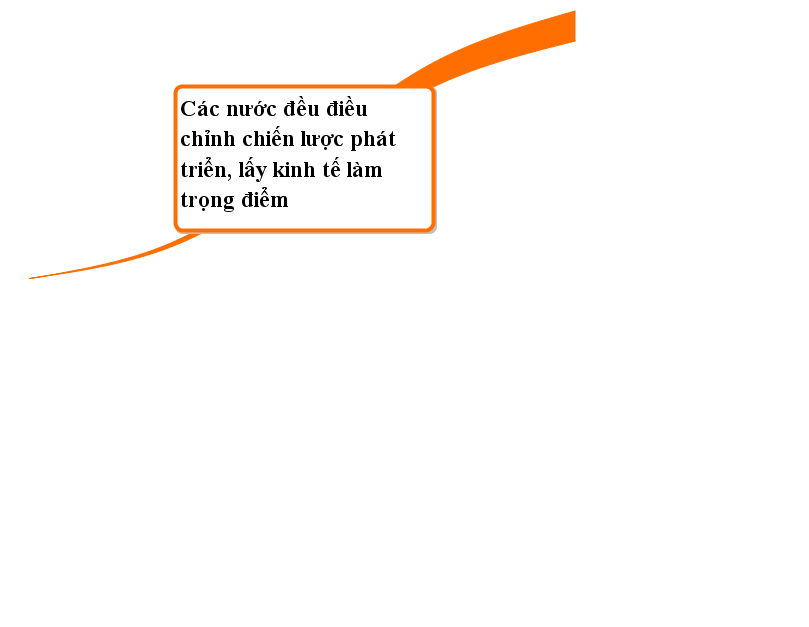 Các nước đều điều
chỉnh chiến lược phát
triển, lấy kinh tế làm
trọng điểm